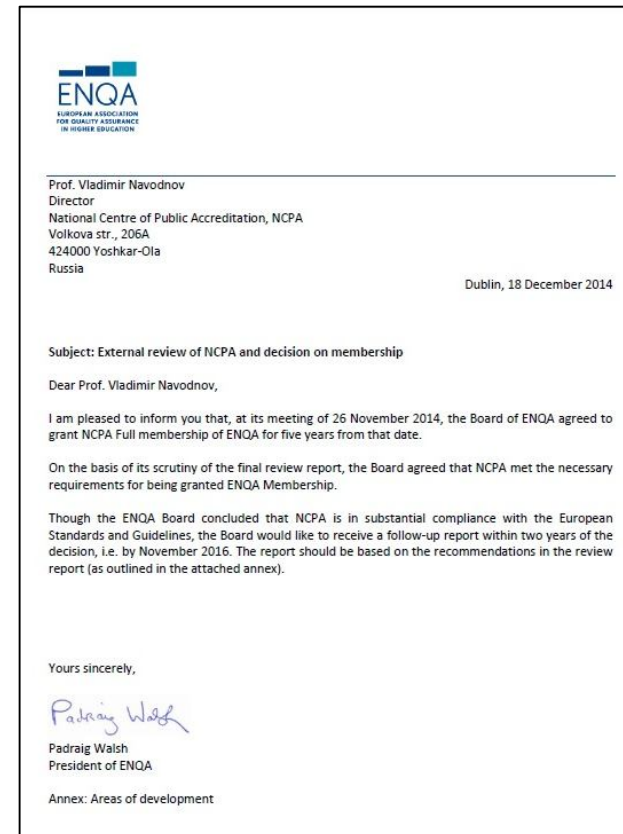 ENQA
EUROPEAN ASSOCIATION
FOR QUALITY ASSURANCE
IN HIGHER EDUCATION
Prof. Vladimir Navodnov
Director
National Centre of Public Accreditation, NCPA
Volkova str., 206A
424000 Yoshkar-Ola
Russia
Dublin, 18 December 2014
Subject: External review of NCPA and decision on membership
Dear Prof. Vladimir Navodnov,
I am pleased to inform you that, at its meeting of 26 November 2014, the Board of ENQA agreed to
grant NCPA Full membership of ENQA for five years from that date.
On the basis of its scrutiny of the final review report, the Board agreed that NCPA met the necessary
requirements for being granted ENQA Membership.
Though the ENQA Board concluded that NCPA is in substantial compliance with the European
Standards and Guidelines, the Board would like to receive a follow-up report within two years of the
decision, i.e. by November 2016. The report should be based on the recommendations in the review
report (as outlined in the attached annex).
Yours sincerely,
Padraig Walsh
Padraig Walsh
President of ENQA
Annex: Areas of development